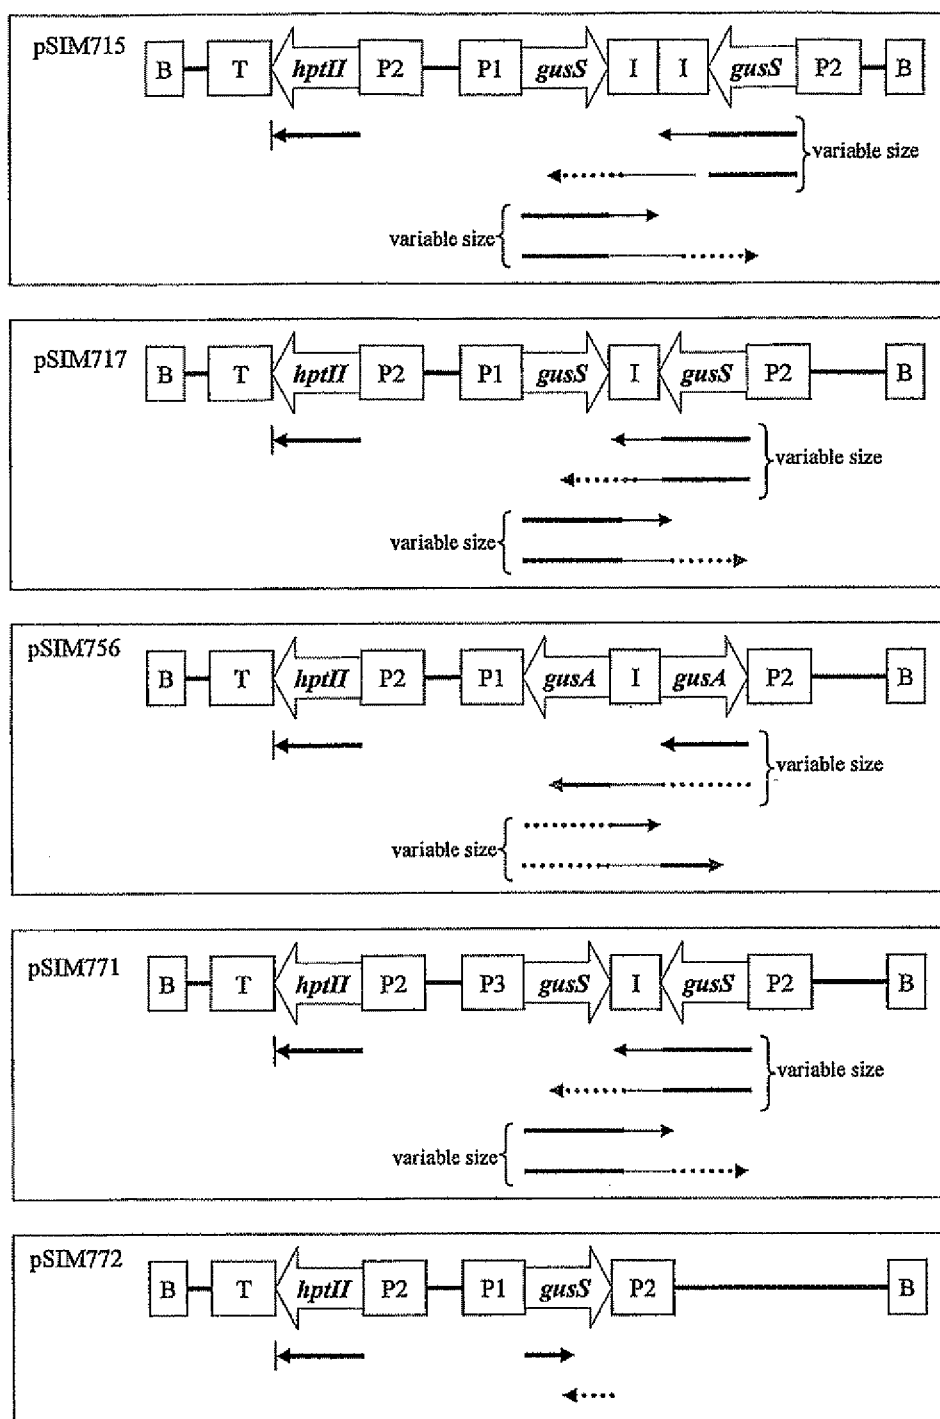 pSIM715
B T hptII P2 P1 gusS I I gusS P2 B
variable size
variable size
pSIM717
B T hptII P2 P1 gusS I gusS P2 B
variable size
variable size
pSIM756
B T hptII P2 P1 gusA I gusA P2 B
variable size
variable size
pSIM771
B T hptII P2 P3 gusS I gusS P2 B
variable size
variable size
pSIM772
B T hptII P2 P1 gusS P2 B